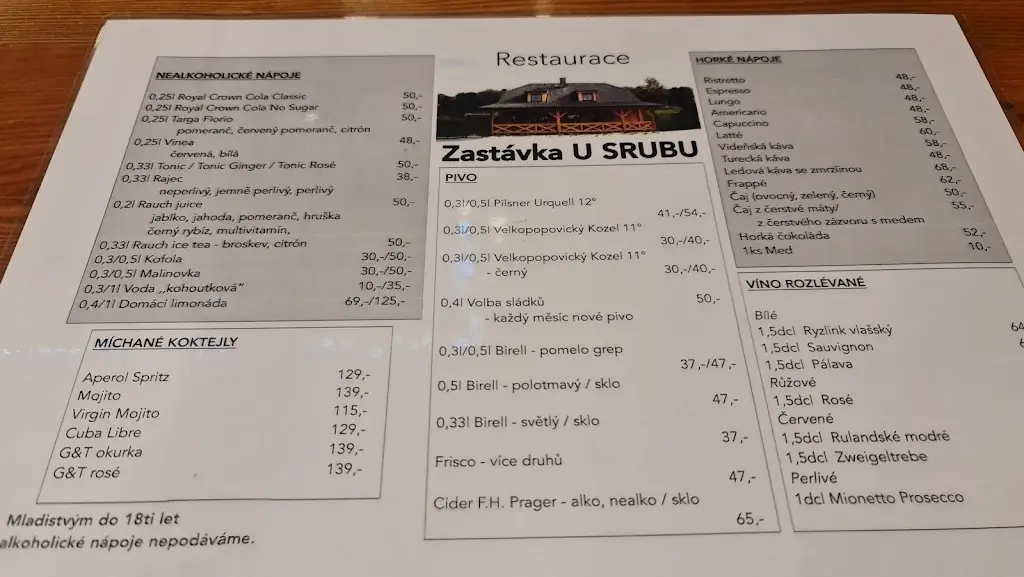 Restaurace
Zastávka U SRUBU
NEALKOHOLICKÉ NÁPOJE
0,25l Royal Crown Cola Classic 50,-
0,25l Royal Crown Cola No Sugar 50,-
0,25l Targa Florio 50,-
pomeranč, červený pomeranč, citrón
0,25l Vinea 48,-
červená, bílá
0,33l Tonic / Tonic Ginger / Tonic Rosé 50,-
0,33l Rajec 38,-
neperlivý, jemně perlivý, perlivý
0,2l Rauch juice 50,-
jablko, jahoda, pomeranč, hruška
černý rybíz, multivitamín,
0,33l Rauch ice tea - broskev, citrón 50,-
0,3/0,5l Kofola 30,-/50,-
0,3/0,5l Malinovka 30,-/50,-
0,3/1l Voda ,,kohoutková" 10,-/35,-
0,4/1l Domácí limonáda 69,-/125,-
MÍCHANÉ KOKTEJLY
Aperol Spritz 129,-
Mojito 139,-
Virgin Mojito 115,-
Cuba Libre 129,-
G&T okurka 139,-
G&T rosé 139,-
Mladistvým do 18ti let
alkoholické nápoje nepodáváme.
PIVO
0,3l/0,5l Pilsner Urquell 12°
41,-/54,-
0,3l/0,5l Velkopopovický Kozel 11°
30,-/40,-
0,3l/0,5l Velkopopovický Kozel 11°
- černý 30,-/40,-
0,4l Volba sládků 50,-
- každý měsíc nové pivo
0,3l/0,5l Birell - pomelo grep
37,-/47,-
0,5l Birell - polotmavý / sklo
47,-
0,33l Birell - světlý / sklo
37,-
Frisco - více druhů
47,-
Cider F.H. Prager - alko, nealko / sklo
65,-
HORKÉ NÁPOJE
Ristretto 48,-
Espresso 48,-
Lungo 48,-
Americano 48,-
Capuccino 58,-
Latté 60,-
Vídeňská káva 58,-
Turecká káva 48,-
Ledová káva se zmrzlinou 68,-
Frappé 62,-
Čaj (ovocný, zelený, černý) 50,-
Čaj z čerstvé máty/ 55,-
z čerstvého zázvoru s medem
Horká čokoláda 52,-
1ks Med 10,-
VÍNO ROZLÉVANÉ
Bílé
1,5dcl Ryzlink vlašský 64
1,5dcl Sauvignon
1,5dcl Pálava
Růžové
1,5dcl Rosé
Červené
1,5dcl Rulandské modré
1,5dcl Zweigeltrebe
Perlivé
1dcl Mionetto Prosecco